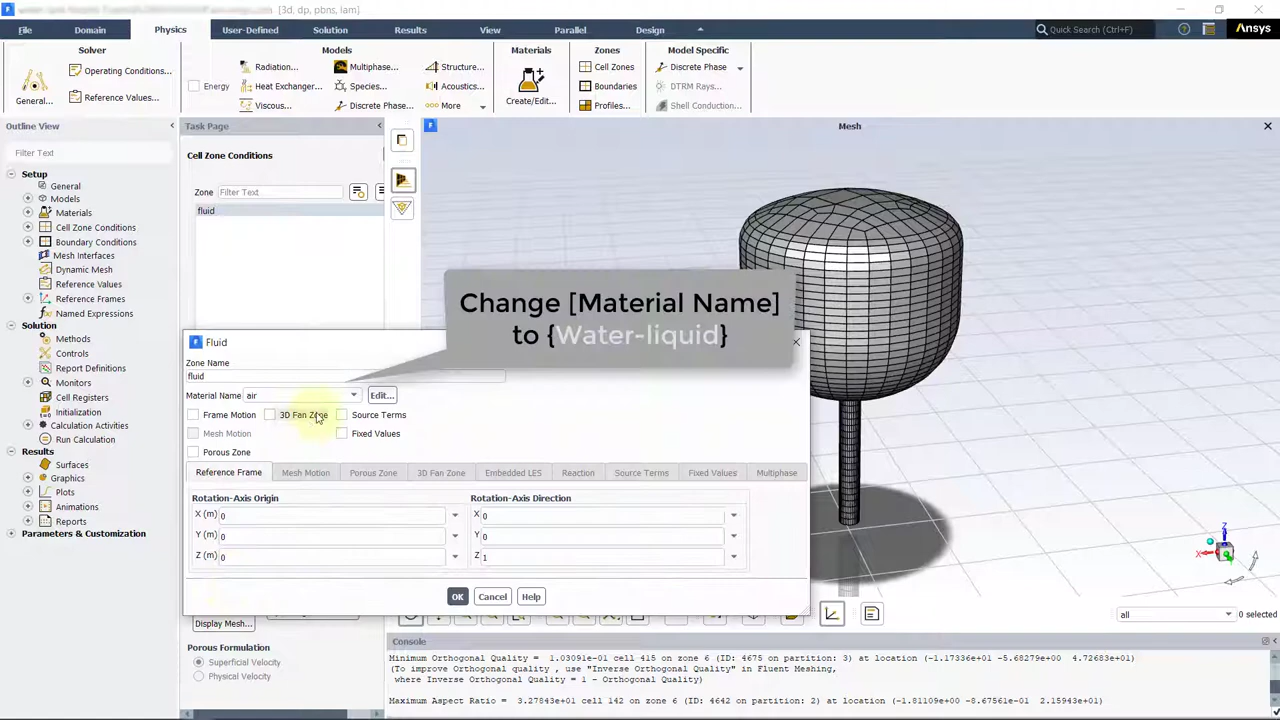 [3d, dp, pbns, lam]
File Domain Physics User-Defined Solution Results View Parallel Design Quick Search (Ctrl+F) Ansys
Solver Models Materials Zones Model Specific
General...
Operating Conditions...
Reference Values...
Energy
Radiation... Multiphase... Structure...
Heat Exchanger... Species... Acoustics...
Viscous... Discrete Phase... More
Create/Edit...
Cell Zones
Boundaries
Profiles...
Discrete Phase
DTRM Rays...
Shell Conduction...
Outline View
Filter Text
Setup
General
Models
Materials
Cell Zone Conditions
Boundary Conditions
Mesh Interfaces
Dynamic Mesh
Reference Values
Reference Frames
Named Expressions
Solution
Methods
Controls
Report Definitions
Monitors
Cell Registers
Initialization
Calculation Activities
Run Calculation
Results
Surfaces
Graphics
Plots
Animations
Reports
Parameters & Customization
Task Page
Cell Zone Conditions
Zone Filter Text
fluid
Mesh
Change [Material Name]
to {Water-liquid}
Fluid
Zone Name
fluid
Material Name air Edit...
Frame Motion 3D Fan Zone Source Terms
Mesh Motion Fixed Values
Porous Zone
Reference Frame Mesh Motion Porous Zone 3D Fan Zone Embedded LES Reaction Source Terms Fixed Values Multiphase
Rotation-Axis Origin Rotation-Axis Direction
X (m) 0 X 0
Y (m) 0 Y 0
Z (m) 0 Z 1
OK Cancel Help
Display Mesh...
Porous Formulation
Superficial Velocity
Physical Velocity
Z
X
all 0 selected
Console
Minimum Orthogonal Quality = 1.03091e-01 cell 415 on zone 6 (ID: 4675 on partition: 3) at location (-1.17336e+01 -5.68279e+00 4.72683e+01)
(To improve Orthogonal quality , use "Inverse Orthogonal Quality" in Fluent Meshing,
where Inverse Orthogonal Quality = 1 - Orthogonal Quality)
Maximum Aspect Ratio = 3.27843e+01 cell 149 on zone 6 (ID: 4642 on partition: 2) at location (-1.81109e+01 -8.67561e+01 2.15943e+01)